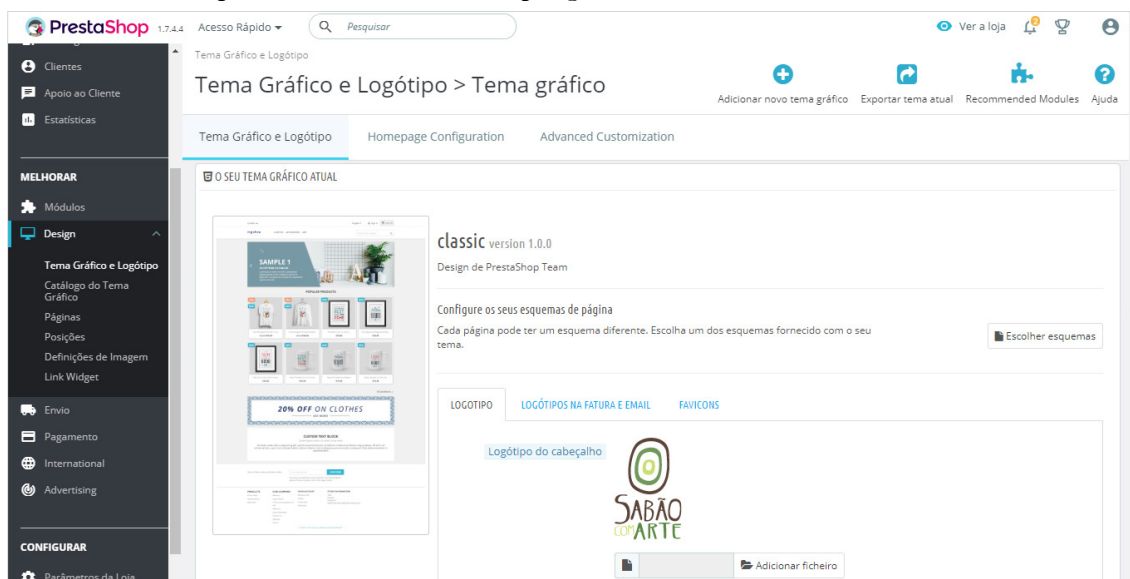 PrestaShop 1.7.4.4
Acesso Rápido
Pesquisar
Ver a loja
2
Clientes
Apoio ao Cliente
Estatísticas
MELHORAR
Módulos
Design
Tema Gráfico e Logótipo
Catálogo do Tema
Gráfico
Páginas
Posições
Definições de Imagem
Link Widget
Envio
Pagamento
International
Advertising
CONFIGURAR
Parâmetros da Loja
Tema Gráfico e Logótipo
Tema Gráfico e Logótipo > Tema gráfico
Adicionar novo tema gráfico
Exportar tema atual
Recommended Modules
Ajuda
Tema Gráfico e Logótipo
Homepage Configuration
Advanced Customization
O SEU TEMA GRÁFICO ATUAL
SAMPLE 1
POPULAR PRODUCTS
20% OFF ON CLOTHES
CUSTOM TEXT BLOCK
classic version 1.0.0
Design de PrestaShop Team
Configure os seus esquemas de página
Cada página pode ter um esquema diferente. Escolha um dos esquemas fornecido com o seu
tema.
Escolher esquemas
LOGOTIPO
LOGÓTIPOS NA FATURA E EMAIL
FAVICONS
Logótipo do cabeçalho
SABÃO
COM ARTE
Adicionar ficheiro